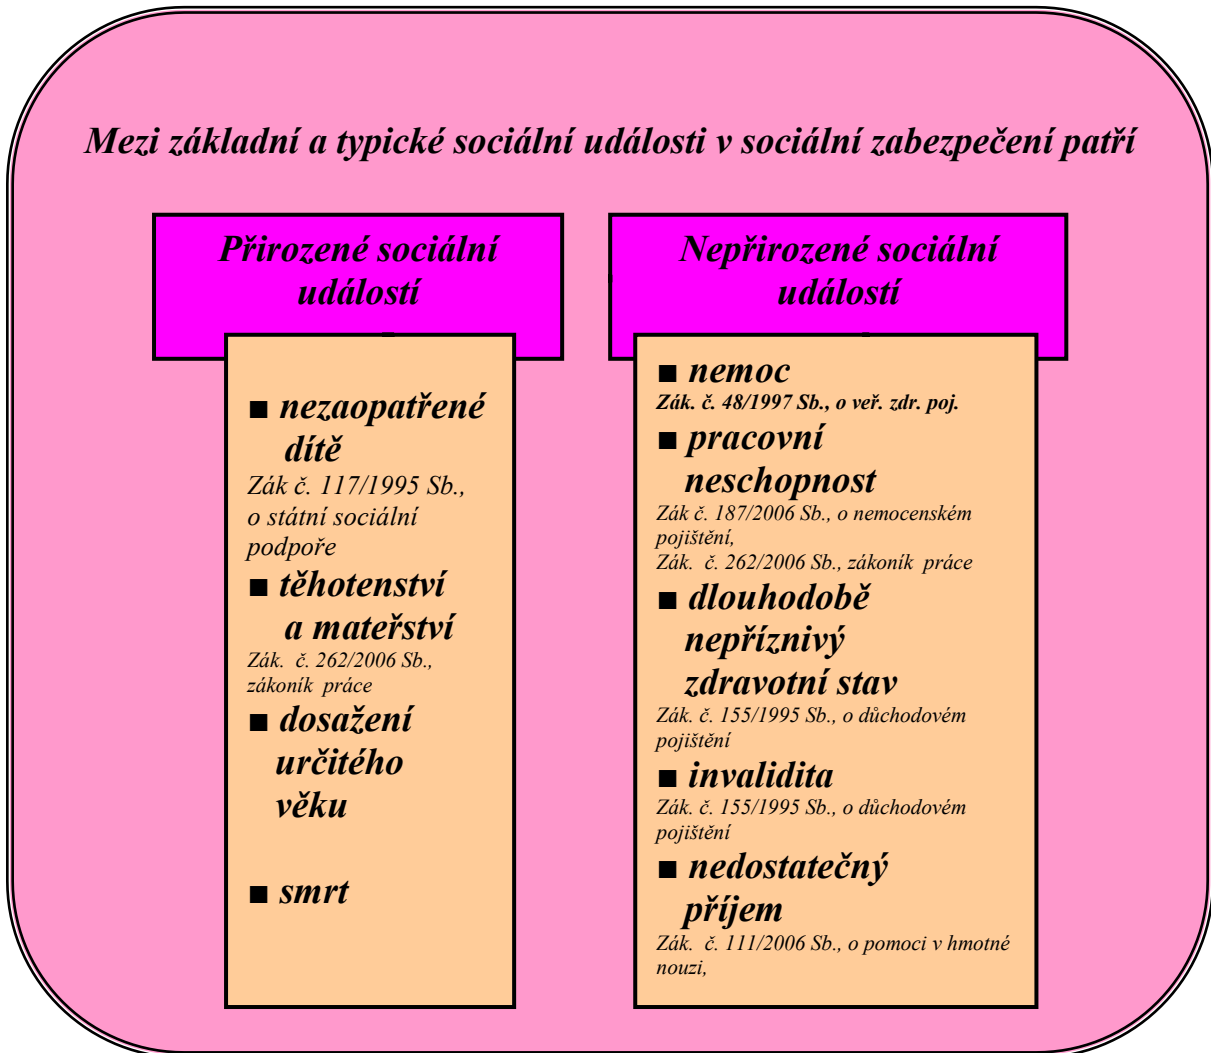 Mezi základní a typické sociální události v sociální zabezpečení patří
Přirozené sociální
událostí
■ nezaopatřené
dítě
Zák č. 117/1995 Sb.,
o státní sociální
podpoře
■ těhotenství
a mateřství
Zák. č. 262/2006 Sb.,
zákoník práce
■ dosažení
určitého
věku
■ smrt
Nepřirozené sociální
událostí
■ nemoc
Zák. č. 48/1997 Sb., o veř. zdr. poj.
■ pracovní
neschopnost
Zák č. 187/2006 Sb., o nemocenském
pojištění,
Zák. č. 262/2006 Sb., zákoník práce
■ dlouhodobě
nepříznivý
zdravotní stav
Zák. č. 155/1995 Sb., o důchodovém
pojištění
■ invalidita
Zák. č. 155/1995 Sb., o důchodovém
pojištění
■ nedostatečný
příjem
Zák. č. 111/2006 Sb., o pomoci v hmotné
nouzi,